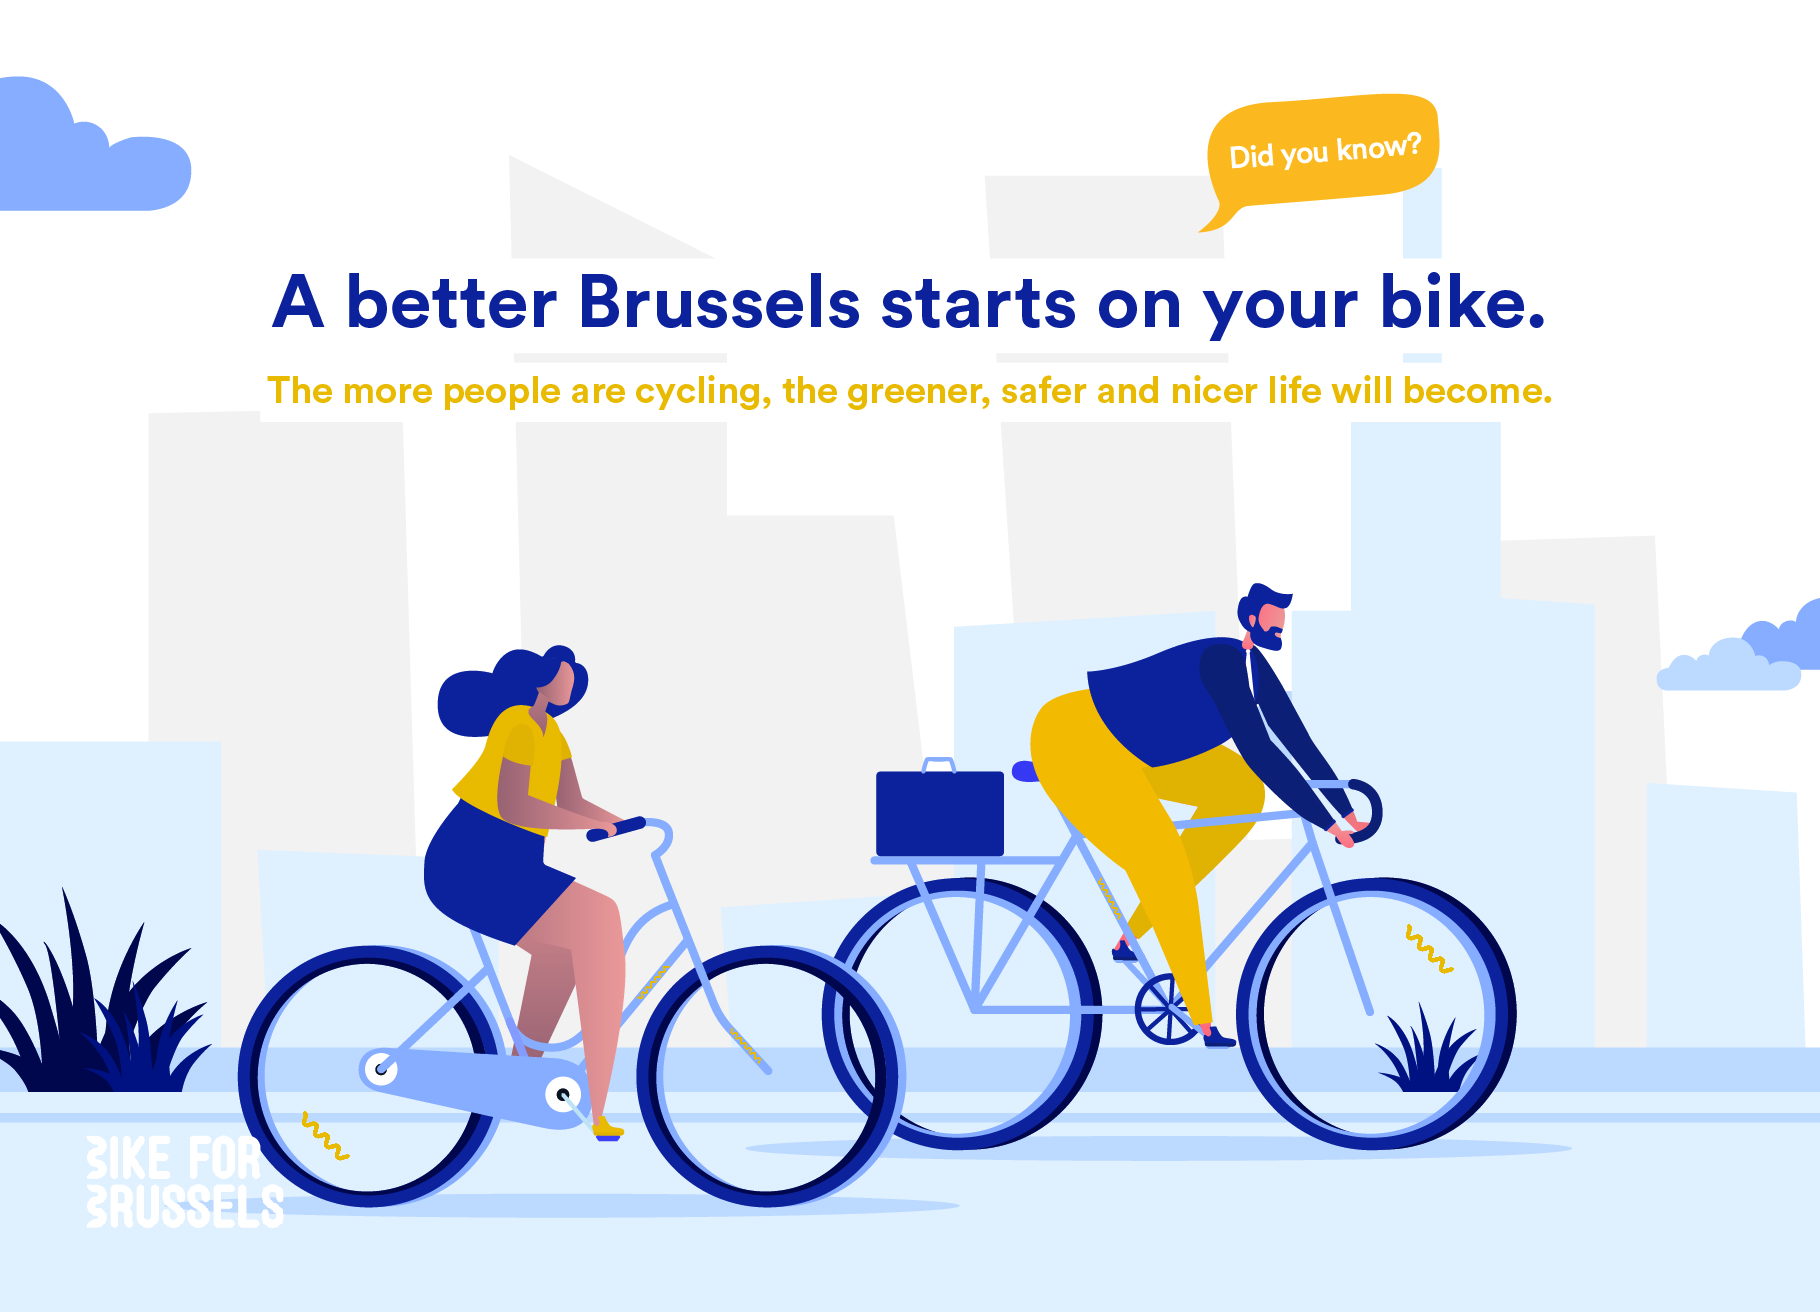 Did you know?
A better Brussels starts on your bike.
The more people are cycling, the greener, safer and nicer life will become.
BIKE FOR
BRUSSELS